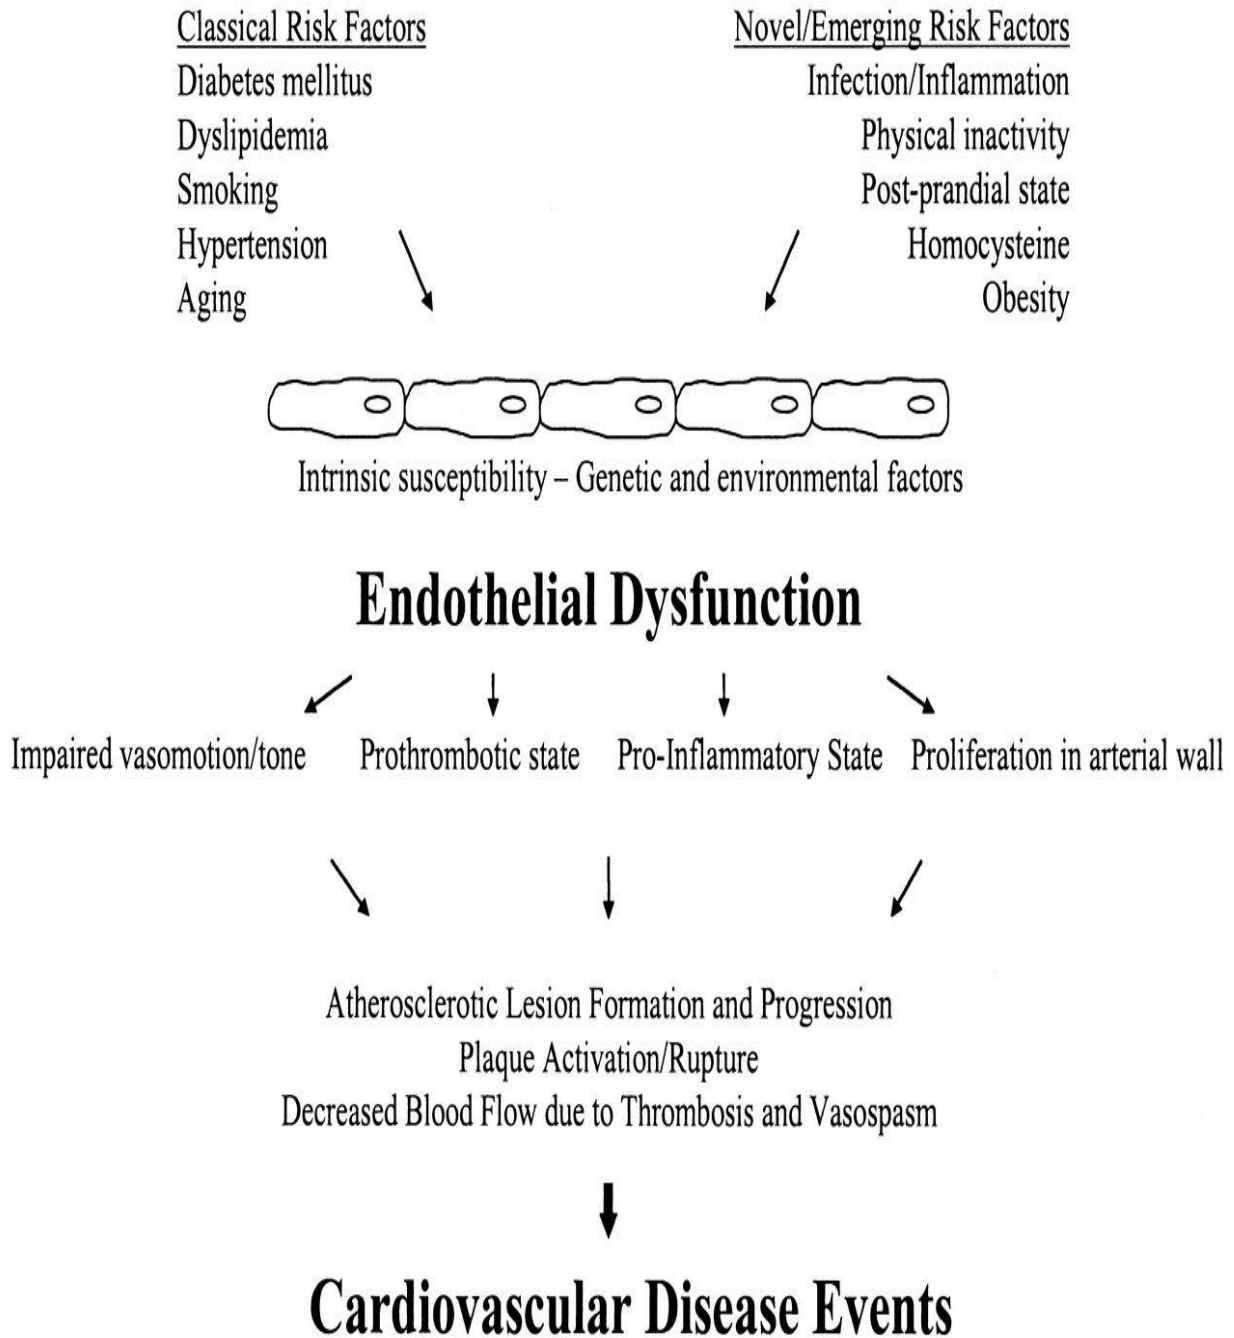 Classical Risk Factors
Diabetes mellitus
Dyslipidemia
Smoking
Hypertension
Aging
Novel/Emerging Risk Factors
Infection/Inflammation
Physical inactivity
Post-prandial state
Homocysteine
Obesity
Intrinsic susceptibility – Genetic and environmental factors
Endothelial Dysfunction
Impaired vasomotion/tone
Prothrombotic state
Pro-Inflammatory State
Proliferation in arterial wall
Atherosclerotic Lesion Formation and Progression
Plaque Activation/Rupture
Decreased Blood Flow due to Thrombosis and Vasospasm
Cardiovascular Disease Events